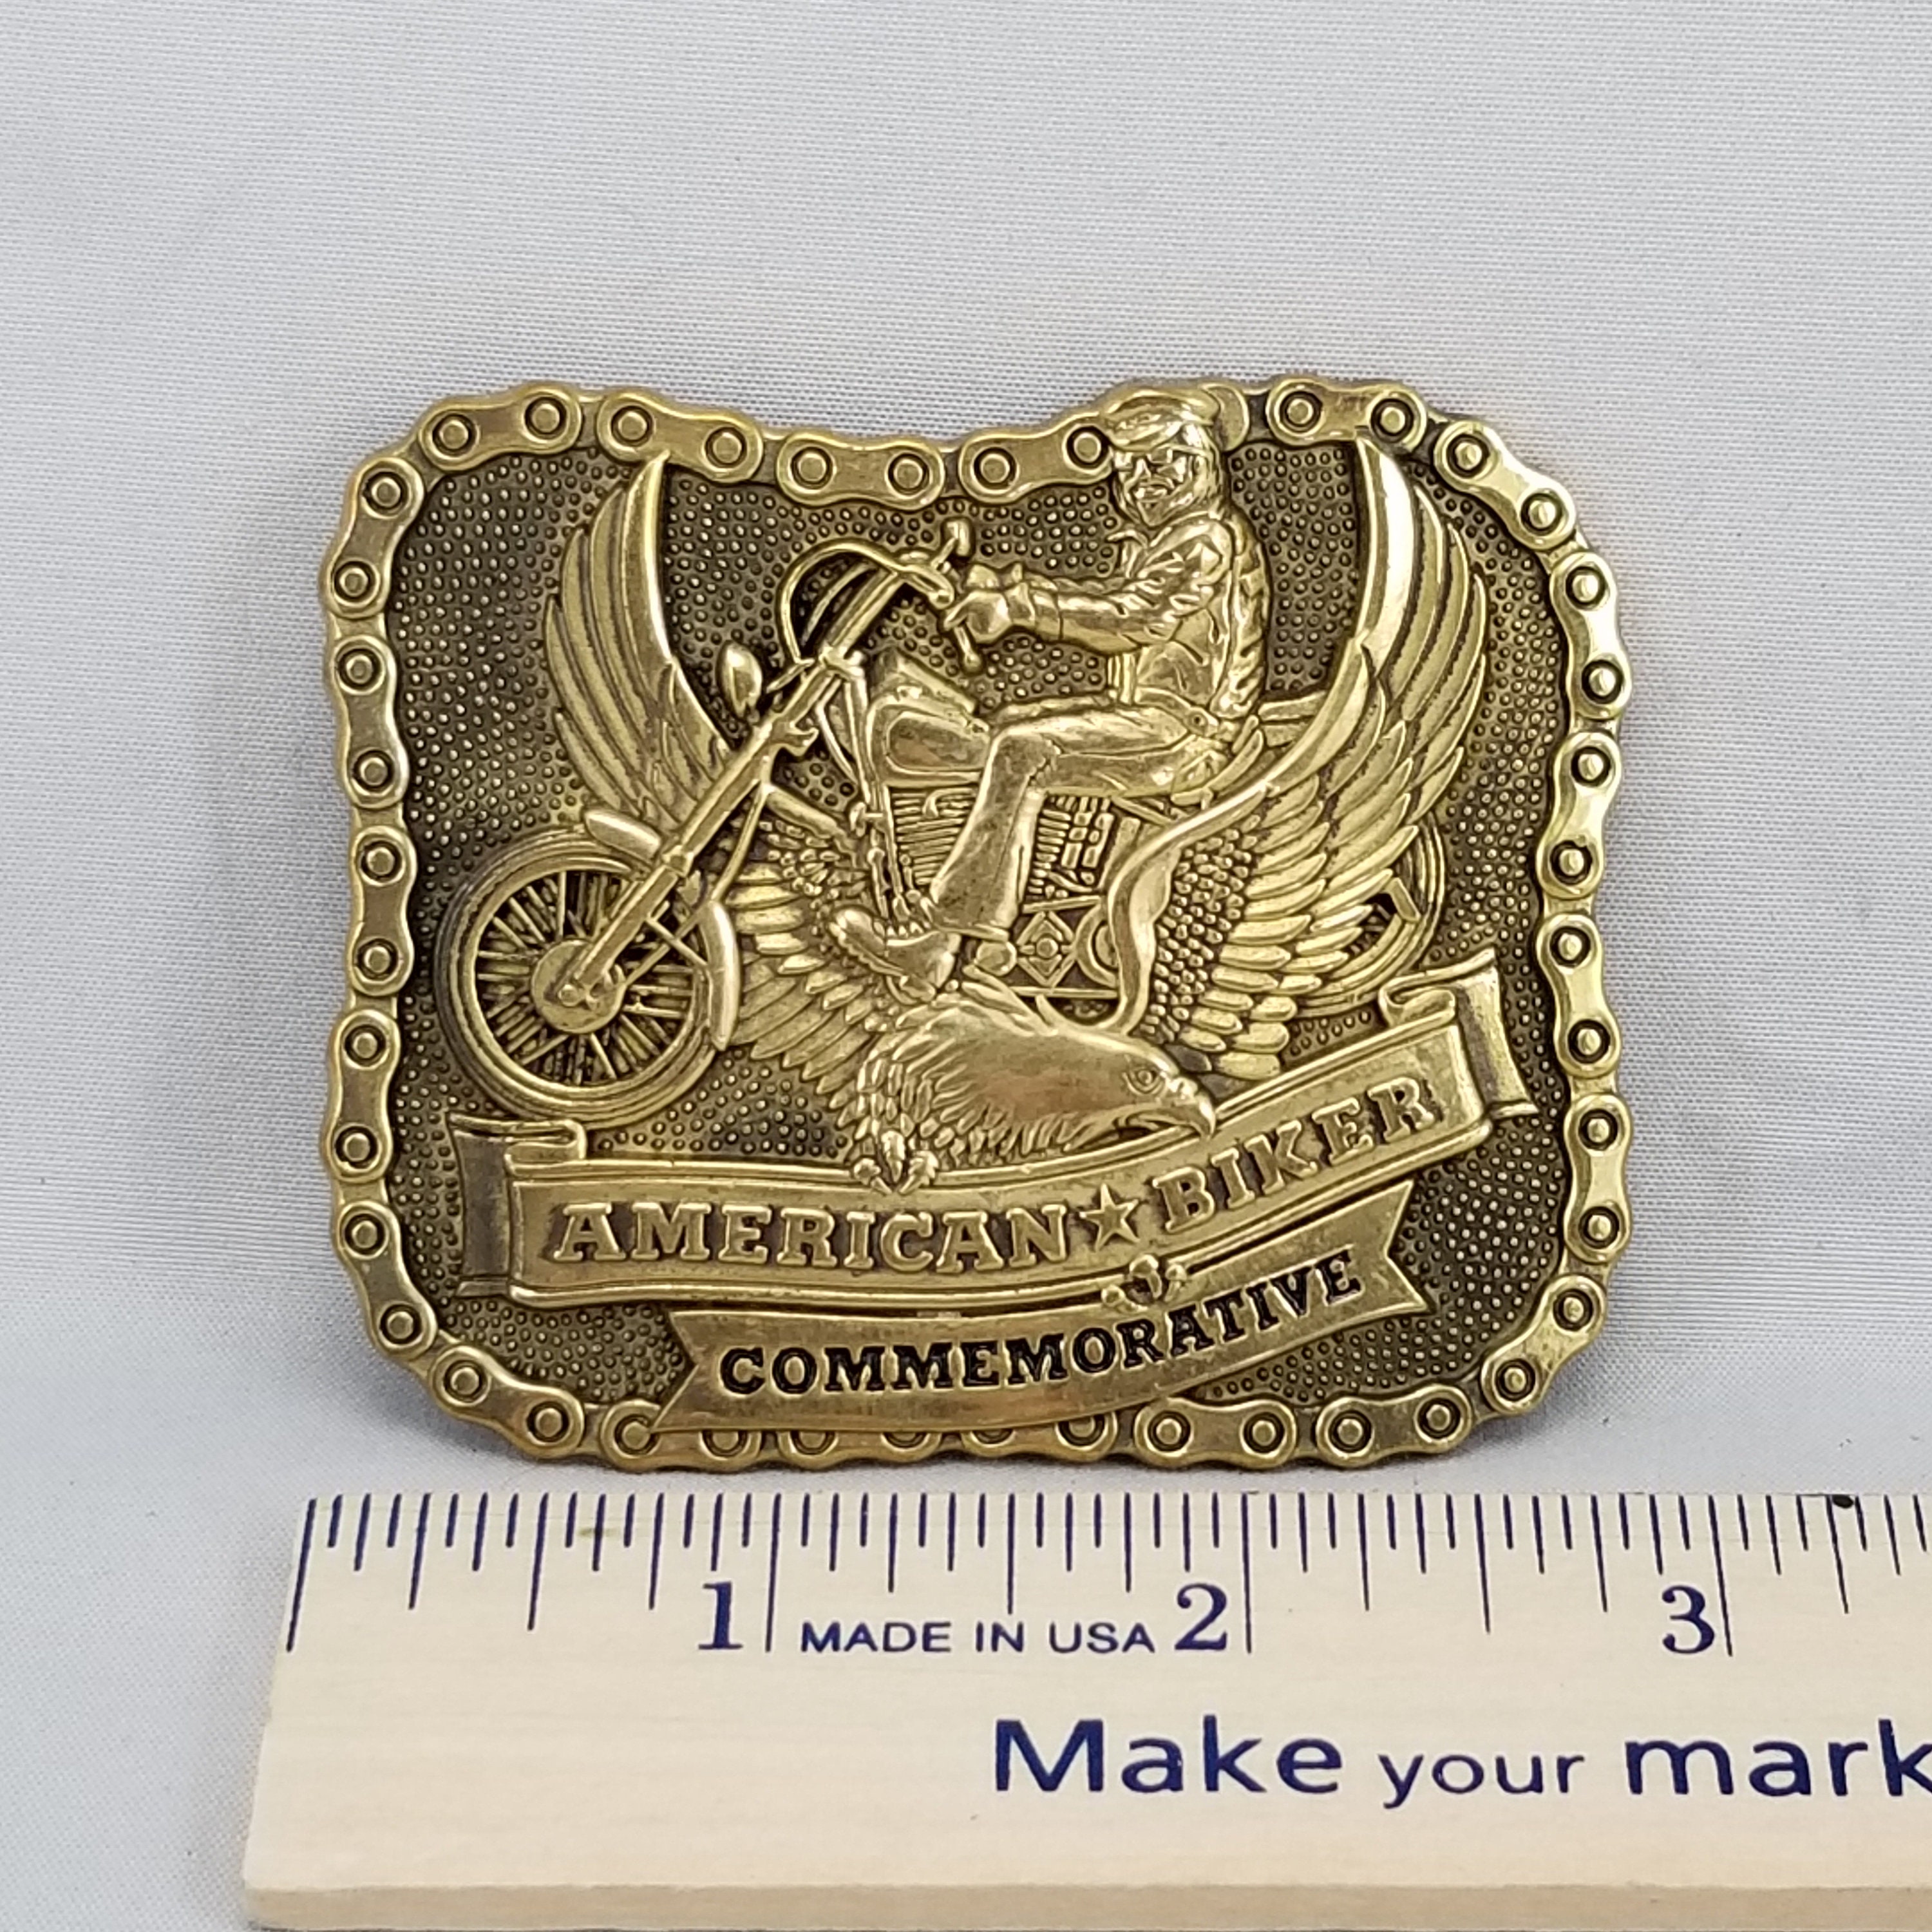 AMERICAN★BIKER
COMMEMORATIVE
1 MADE IN USA 2 3
Make your mark